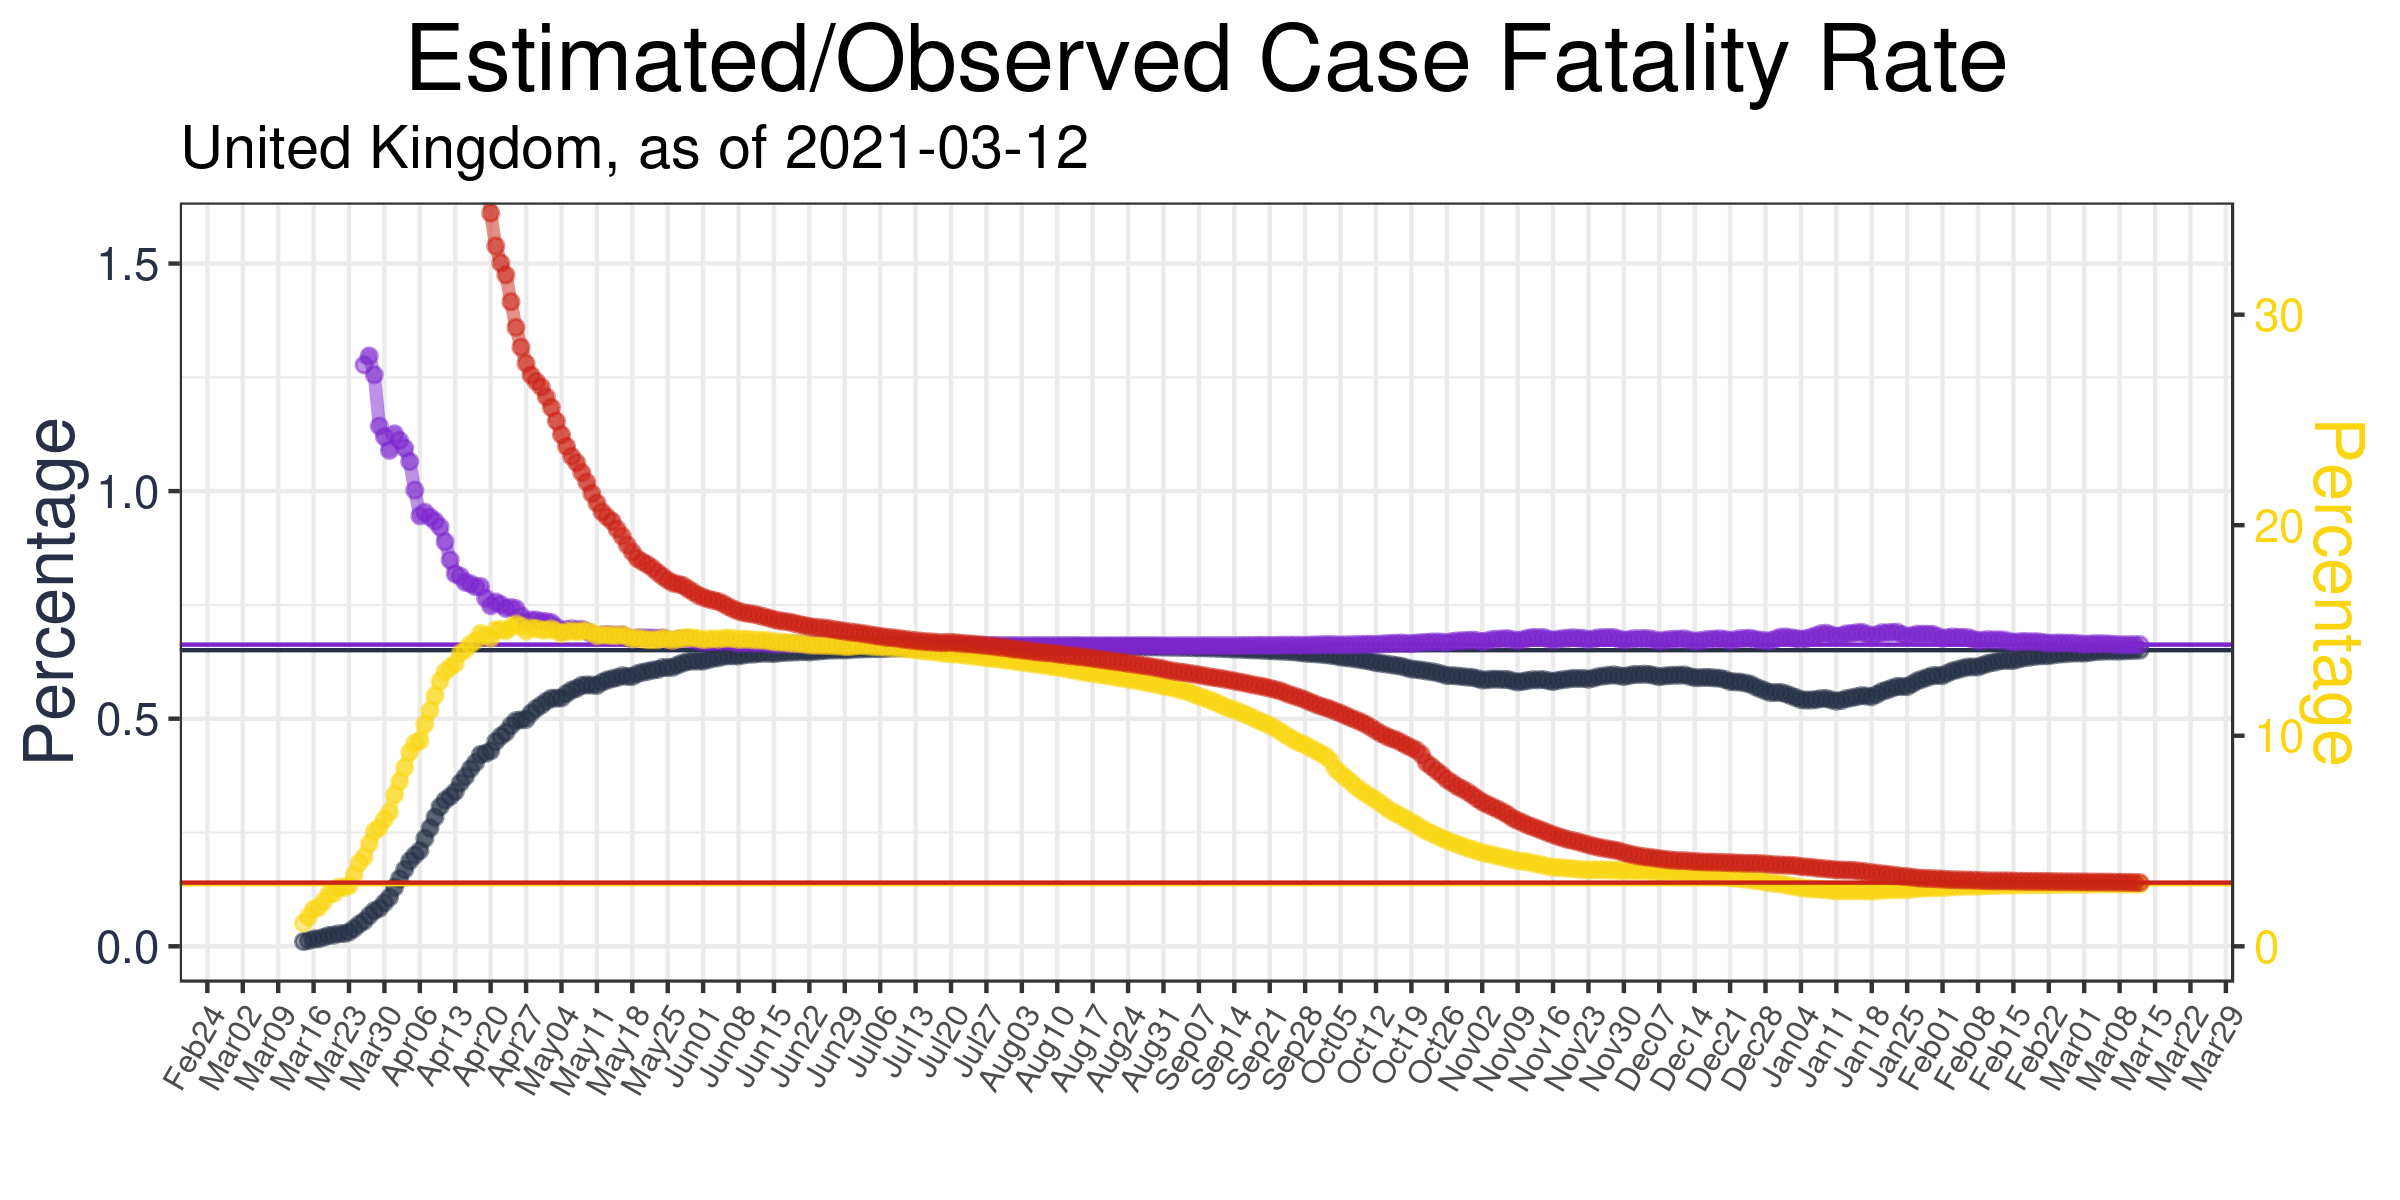 Estimated/Observed Case Fatality Rate
United Kingdom, as of 2021-03-12
Percentage
1.5
1.0
0.5
0.0
30
20
10
0
Percentage
Feb24
Mar02
Mar09
Mar16
Mar23
Mar30
Apr06
Apr13
Apr20
Apr27
May04
May11
May18
May25
Jun01
Jun08
Jun15
Jun22
Jun29
Jul06
Jul13
Jul20
Jul27
Aug03
Aug10
Aug17
Aug24
Aug31
Sep07
Sep14
Sep21
Sep28
Oct05
Oct12
Oct19
Oct26
Nov02
Nov09
Nov16
Nov23
Nov30
Dec07
Dec14
Dec21
Dec28
Jan04
Jan11
Jan18
Jan25
Feb01
Feb08
Feb15
Feb22
Mar01
Mar08
Mar15
Mar22
Mar29